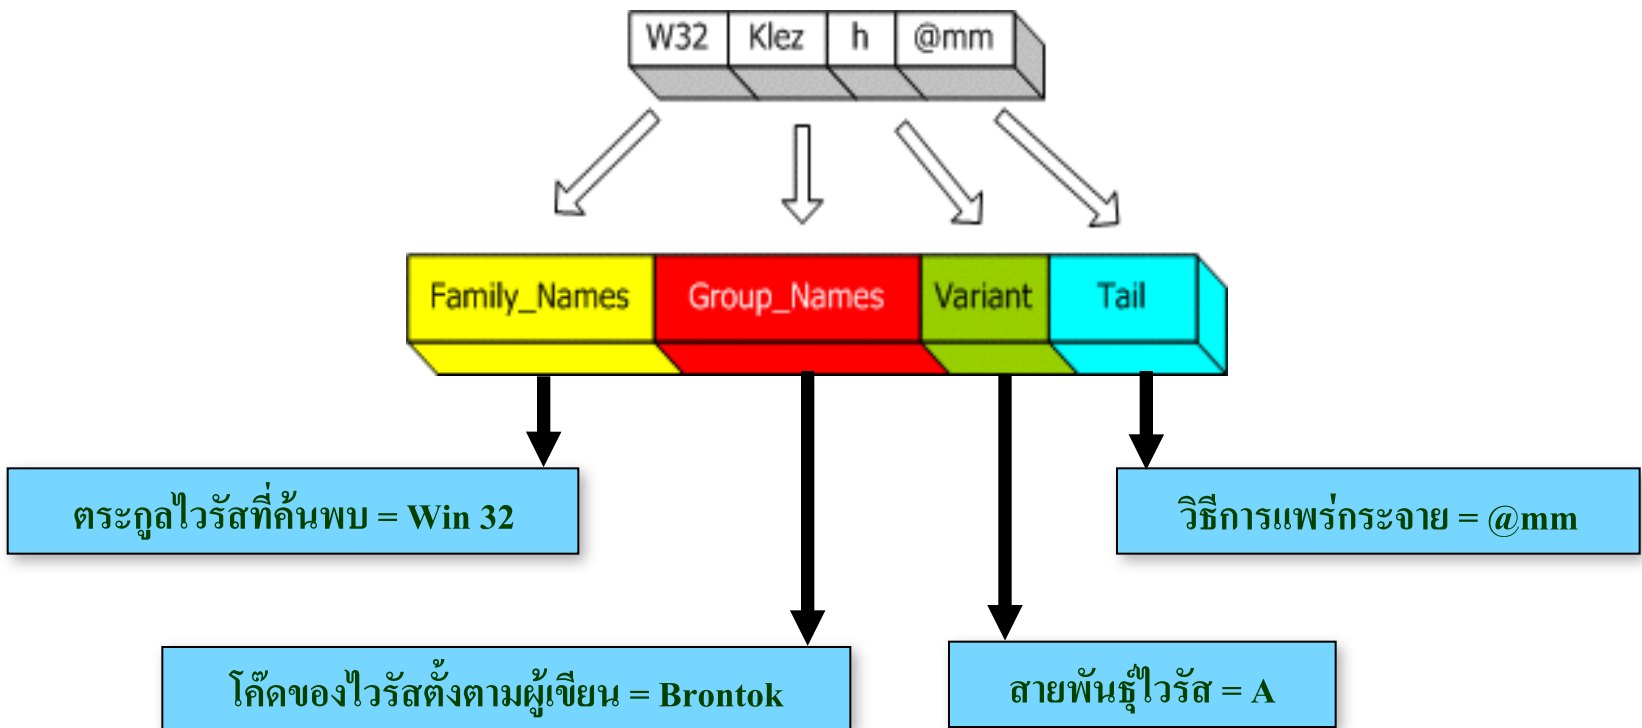 W32 Klez h @mm
Family_Names Group_Names Variant Tail
ตระกูลไวรัสที่ค้นพบ = Win 32
วิธีการแพร่กระจาย = @mm
โค๊ดของไวรัสตั้งตามผู้เขียน = Brontok
สายพันธุ์ไวรัส = A